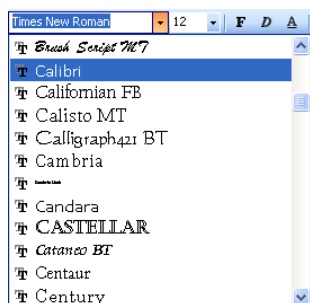 Times New Roman 12 F D A
Brush Script MT
Calibri
Californian FB
Calisto MT
Calligraph421 BT
Cambria
Candara
CASTELLAR
Cataneo BT
Centaur
Century